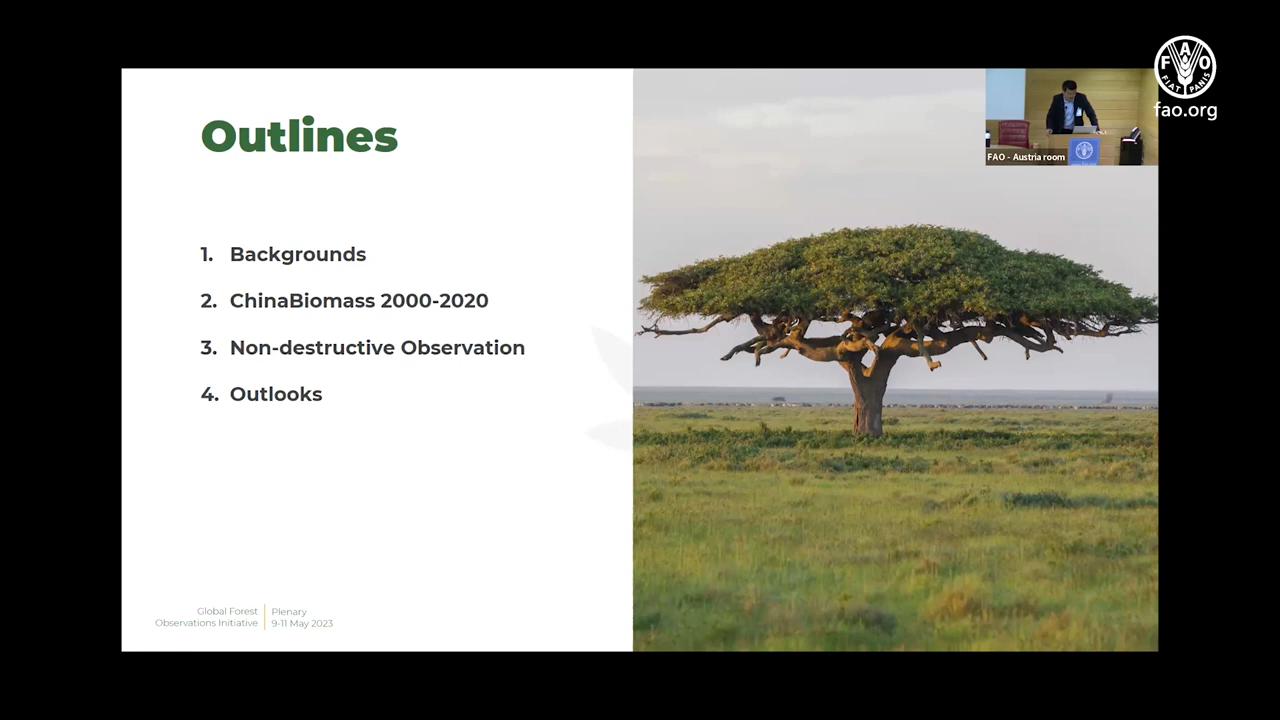 Outlines
1. Backgrounds
2. ChinaBiomass 2000-2020
3. Non-destructive Observation
4. Outlooks
Global Forest
Observations Initiative
Plenary
9-11 May 2023
FAO - Austria room
F A O
FIAT PANIS
fao.org